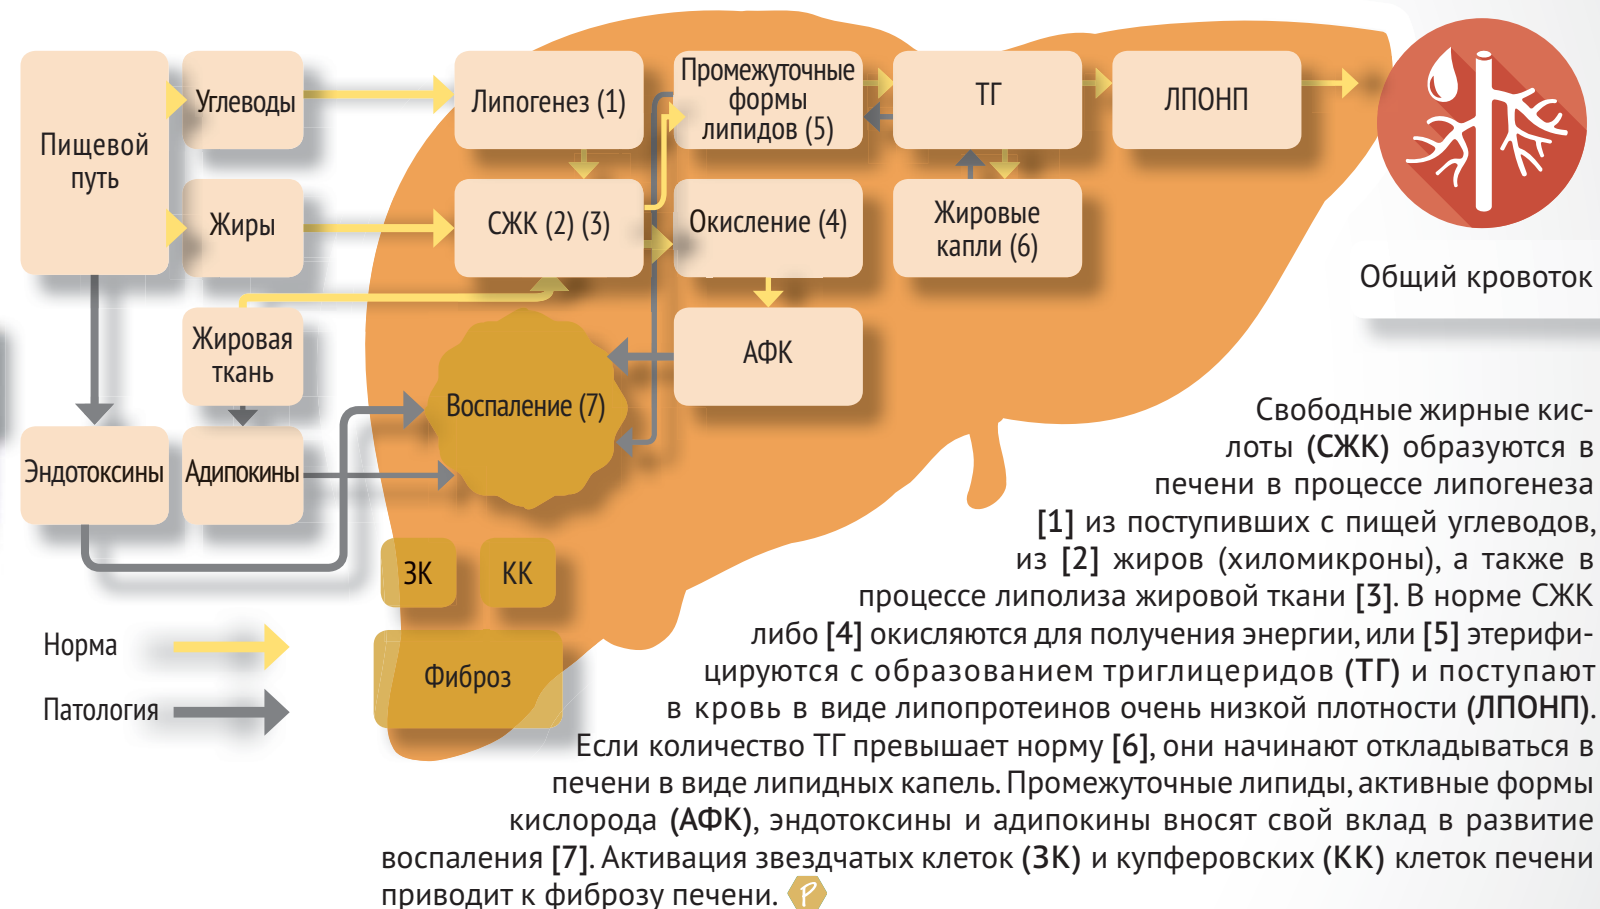 Пищевой
путь
Углеводы
Жиры
Жировая
ткань
Эндотоксины
Адипокины
Липогенез (1)
СЖК (2) (3)
Промежуточные
формы
липидов (5)
Окисление (4)
АФК
ТГ
Жировые
капли (6)
ЛПОНП
Общий кровоток
Воспаление (7)
ЗК
КК
Фиброз
Норма
Патология
Свободные жирные кис-
лоты (СЖК) образуются в
печени в процессе липогенеза
[1] из поступивших с пищей углеводов,
из [2] жиров (хиломикроны), а также в
процессе липолиза жировой ткани [3]. В норме СЖК
либо [4] окисляются для получения энергии, или [5] этерифи-
цируются с образованием триглицеридов (ТГ) и поступают
в кровь в виде липопротеинов очень низкой плотности (ЛПОНП).
Если количество ТГ превышает норму [6], они начинают откладываться в
печени в виде липидных капель. Промежуточные липиды, активные формы
кислорода (АФК), эндотоксины и адипокины вносят свой вклад в развитие
воспаления [7]. Активация звездчатых клеток (ЗК) и купферовских (КК) клеток печени
приводит к фиброзу печени. P